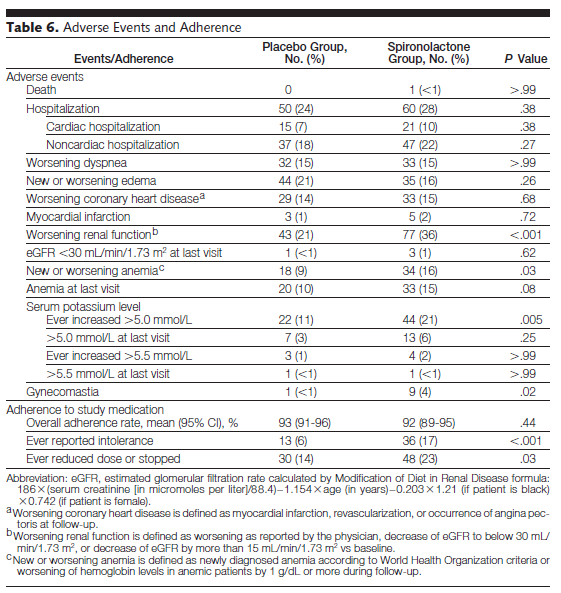 Table 6. Adverse Events and Adherence
Events/Adherence Placebo Group, No. (%) Spironolactone Group, No. (%) P Value
Adverse events
Death 0 1 (<1) >.99
Hospitalization 50 (24) 60 (28) .38
Cardiac hospitalization 15 (7) 21 (10) .38
Noncardiac hospitalization 37 (18) 47 (22) .27
Worsening dyspnea 32 (15) 33 (15) >.99
New or worsening edema 44 (21) 35 (16) .26
Worsening coronary heart disease^a 29 (14) 33 (15) .68
Myocardial infarction 3 (1) 5 (2) .72
Worsening renal function^b 43 (21) 77 (36) <.001
eGFR <30 mL/min/1.73 m² at last visit 1 (<1) 3 (1) .62
New or worsening anemia^c 18 (9) 34 (16) .03
Anemia at last visit 20 (10) 33 (15) .08
Serum potassium level
Ever increased >5.0 mmol/L 22 (11) 44 (21) .005
>5.0 mmol/L at last visit 7 (3) 13 (6) .25
Ever increased >5.5 mmol/L 3 (1) 4 (2) >.99
>5.5 mmol/L at last visit 1 (<1) 1 (<1) >.99
Gynecomastia 1 (<1) 9 (4) .02
Adherence to study medication
Overall adherence rate, mean (95% CI), % 93 (91-96) 92 (89-95) .44
Ever reported intolerance 13 (6) 36 (17) <.001
Ever reduced dose or stopped 30 (14) 48 (23) .03
Abbreviation: eGFR, estimated glomerular filtration rate calculated by Modification of Diet in Renal Disease formula:
186×(serum creatinine [in micromoles per liter]/88.4)−1.154×age (in years)−0.203×1.21 (if patient is black)
×0.742 (if patient is female).
^a Worsening coronary heart disease is defined as myocardial infarction, revascularization, or occurrence of angina pec-
toris at follow-up.
^b Worsening renal function is defined as worsening as reported by the physician, decrease of eGFR to below 30 mL/
min/1.73 m², or decrease of eGFR by more than 15 mL/min/1.73 m² vs baseline.
^c New or worsening anemia is defined as newly diagnosed anemia according to World Health Organization criteria or
worsening of hemoglobin levels in anemic patients by 1 g/dL or more during follow-up.